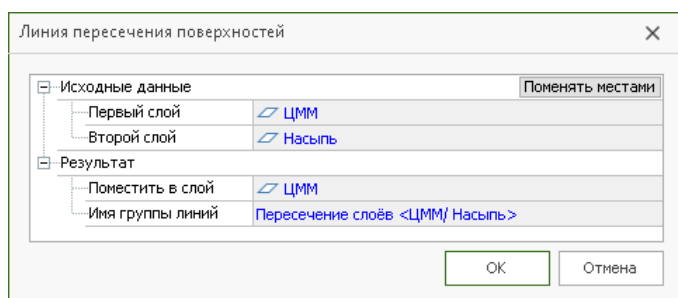 Линия пересечения поверхностей
Исходные данные Поменять местами
Первый слой ЦММ
Второй слой Насыпь
Результат
Поместить в слой ЦММ
Имя группы линий Пересечение слоёв <ЦММ/ Насыпь>
ОК Отмена